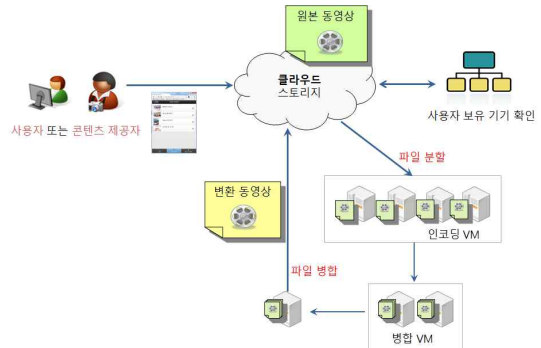 원본 동영상
클라우드
스토리지
사용자 또는 콘텐츠 제공자
사용자 보유 기기 확인
파일 분할
변환 동영상
인코딩 VM
파일 병합
병합 VM